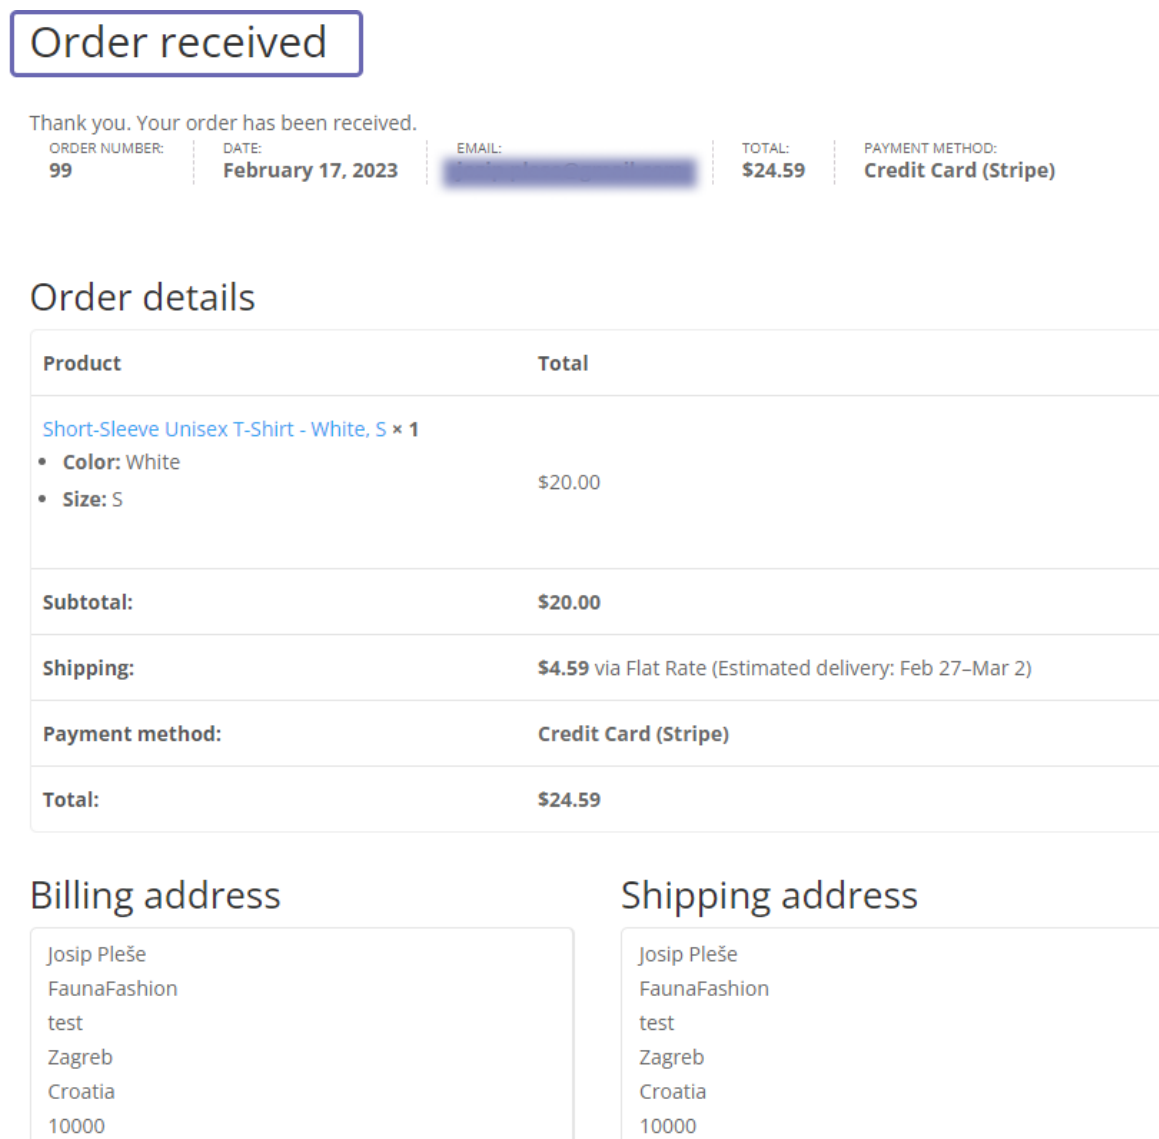 Order received
Thank you. Your order has been received.
ORDER NUMBER:
99
DATE:
February 17, 2023
EMAIL:
TOTAL:
$24.59
PAYMENT METHOD:
Credit Card (Stripe)
Order details
Product Total
Short-Sleeve Unisex T-Shirt - White, S × 1
• Color: White
• Size: S
$20.00
Subtotal: $20.00
Shipping: $4.59 via Flat Rate (Estimated delivery: Feb 27–Mar 2)
Payment method: Credit Card (Stripe)
Total: $24.59
Billing address
Josip Pleše
FaunaFashion
test
Zagreb
Croatia
10000
Shipping address
Josip Pleše
FaunaFashion
test
Zagreb
Croatia
10000